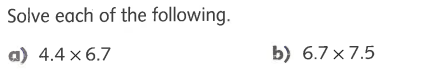 Solve each of the following.
a) 4.4 × 6.7 b) 6.7 × 7.5